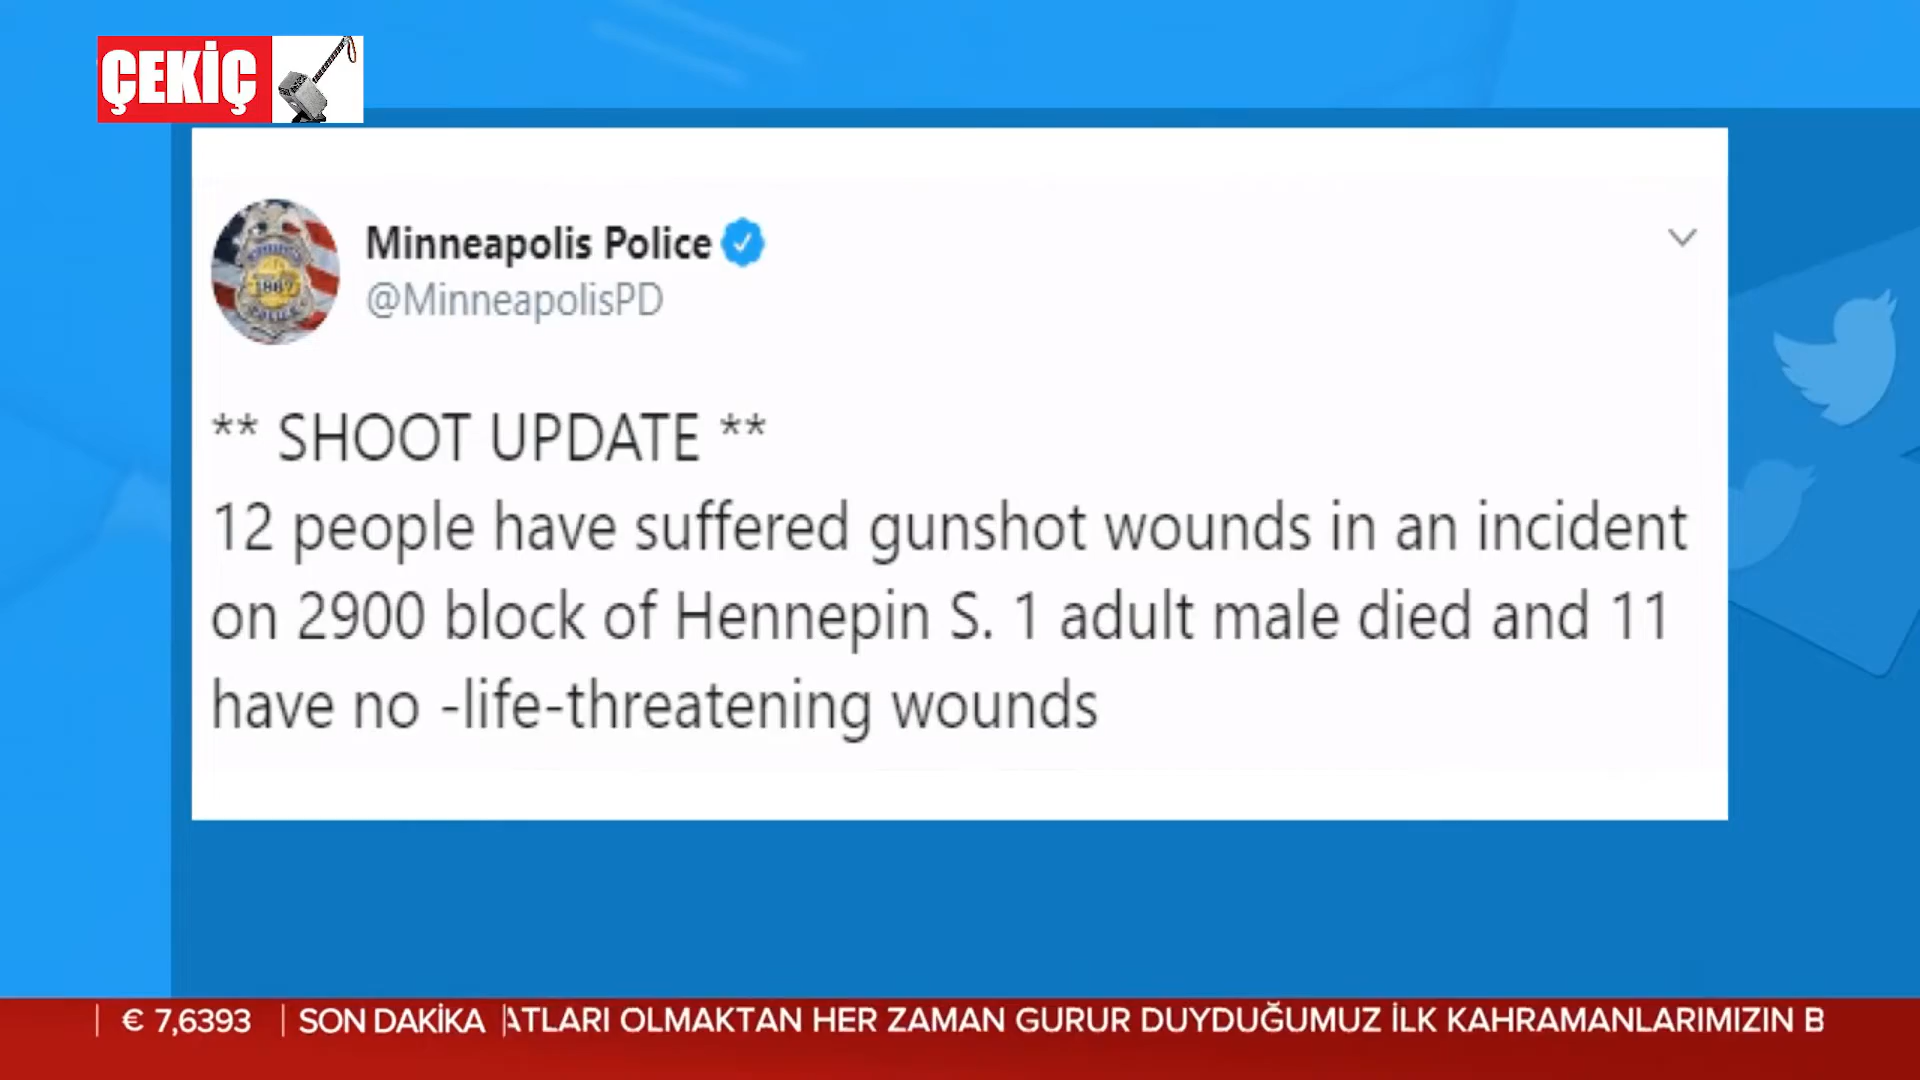 ÇEKİÇ
Minneapolis Police
@MinneapolisPD
** SHOOT UPDATE **
12 people have suffered gunshot wounds in an incident
on 2900 block of Hennepin S. 1 adult male died and 11
have no -life-threatening wounds
€ 7,6393 SON DAKİKA ATLARI OLMAKTAN HER ZAMAN GURUR DUYDUĞUMUZ İLK KAHRAMANLARIMIZIN B